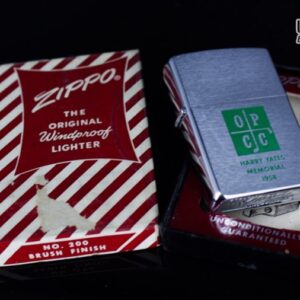 ZIPPO
THE
ORIGINAL
Windproof
LIGHTER
NO. 200
BRUSH FINISH
O P
C C
HARRY YATES
MEMORIAL
1958
UNCONDITIONALLY
GUARANTEED